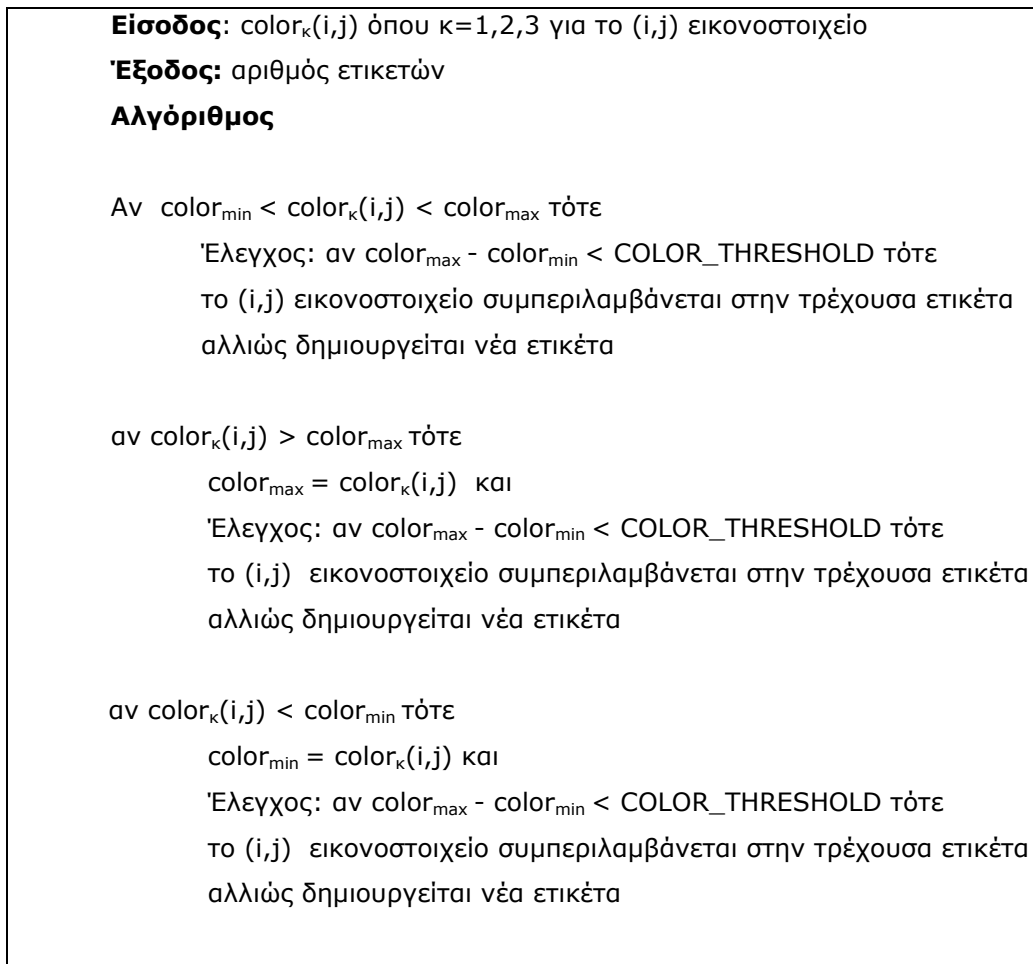 Είσοδος: colorκ(i,j) όπου κ=1,2,3 για το (i,j) εικονοστοιχείο
Έξοδος: αριθμός ετικετών
Αλγόριθμος
Αν colormin < colorκ(i,j) < colormax τότε
Έλεγχος: αν colormax - colormin < COLOR_THRESHOLD τότε
το (i,j) εικονοστοιχείο συμπεριλαμβάνεται στην τρέχουσα ετικέτα
αλλιώς δημιουργείται νέα ετικέτα
αν colorκ(i,j) > colormax τότε
colormax = colorκ(i,j) και
Έλεγχος: αν colormax - colormin < COLOR_THRESHOLD τότε
το (i,j) εικονοστοιχείο συμπεριλαμβάνεται στην τρέχουσα ετικέτα
αλλιώς δημιουργείται νέα ετικέτα
αν colorκ(i,j) < colormin τότε
colormin = colorκ(i,j) και
Έλεγχος: αν colormax - colormin < COLOR_THRESHOLD τότε
το (i,j) εικονοστοιχείο συμπεριλαμβάνεται στην τρέχουσα ετικέτα
αλλιώς δημιουργείται νέα ετικέτα